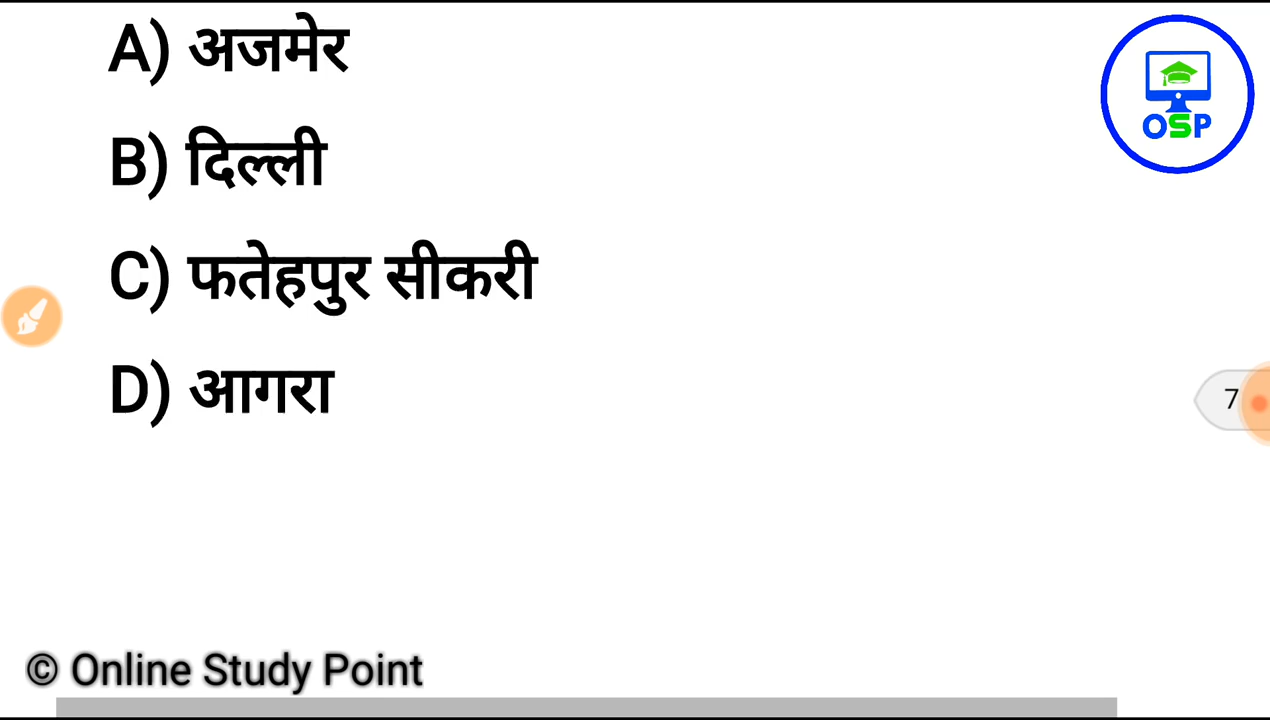 A) अजमेर
OSP
B) दिल्ली
C) फतेहपुर सीकरी
D) आगरा
7
© Online Study Point